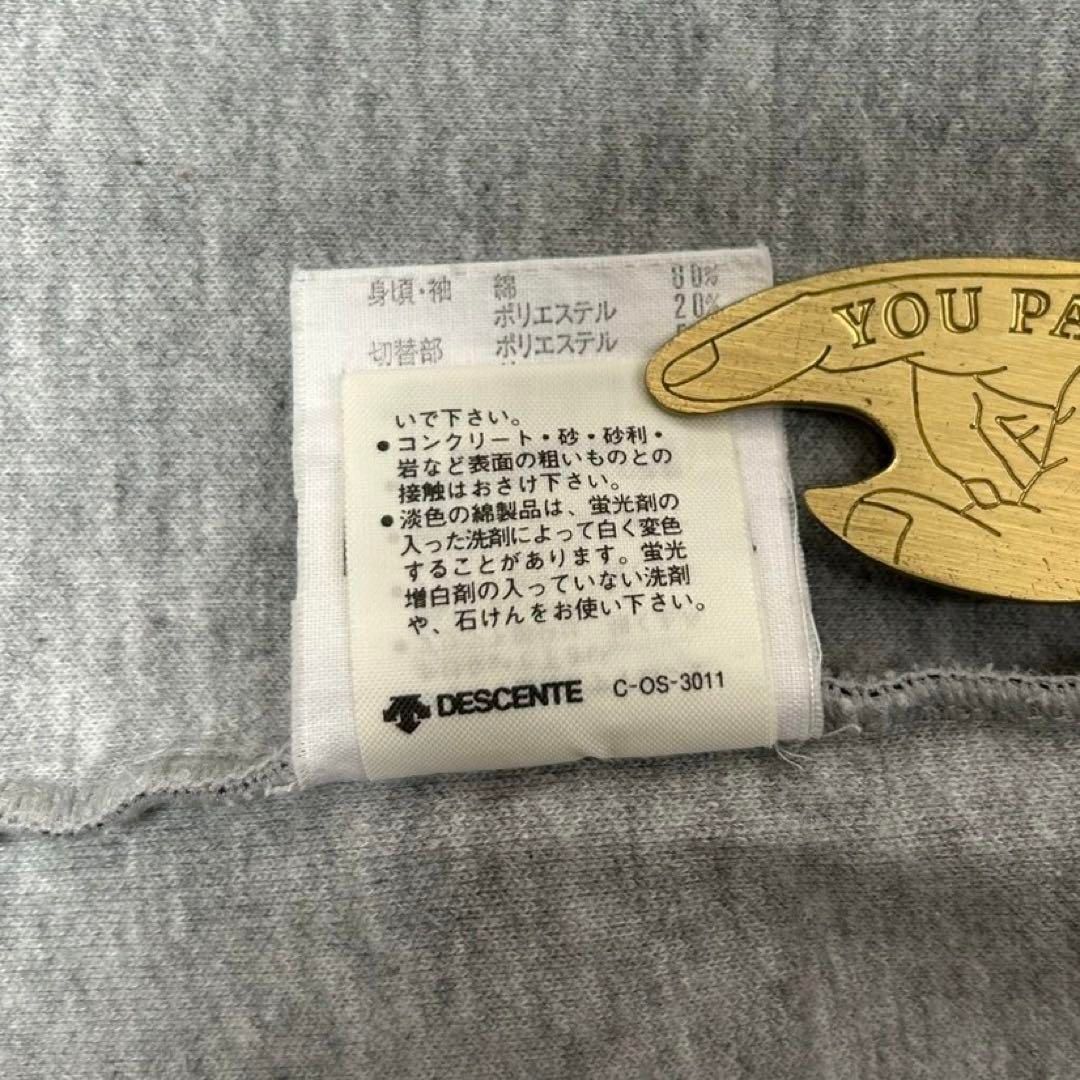 身頃・袖 綿 80%
ポリエステル 20%
切替部 ポリエステル
いで下さい。
●コンクリート・砂・砂利・
岩など表面の粗いものとの
接触はおさけ下さい。
●淡色の綿製品は、蛍光剤の
入った洗剤によって白く変色
することがあります。蛍光
増白剤の入っていない洗剤
や、石けんをお使い下さい。
DESCENTE C-OS-3011
YOU PA